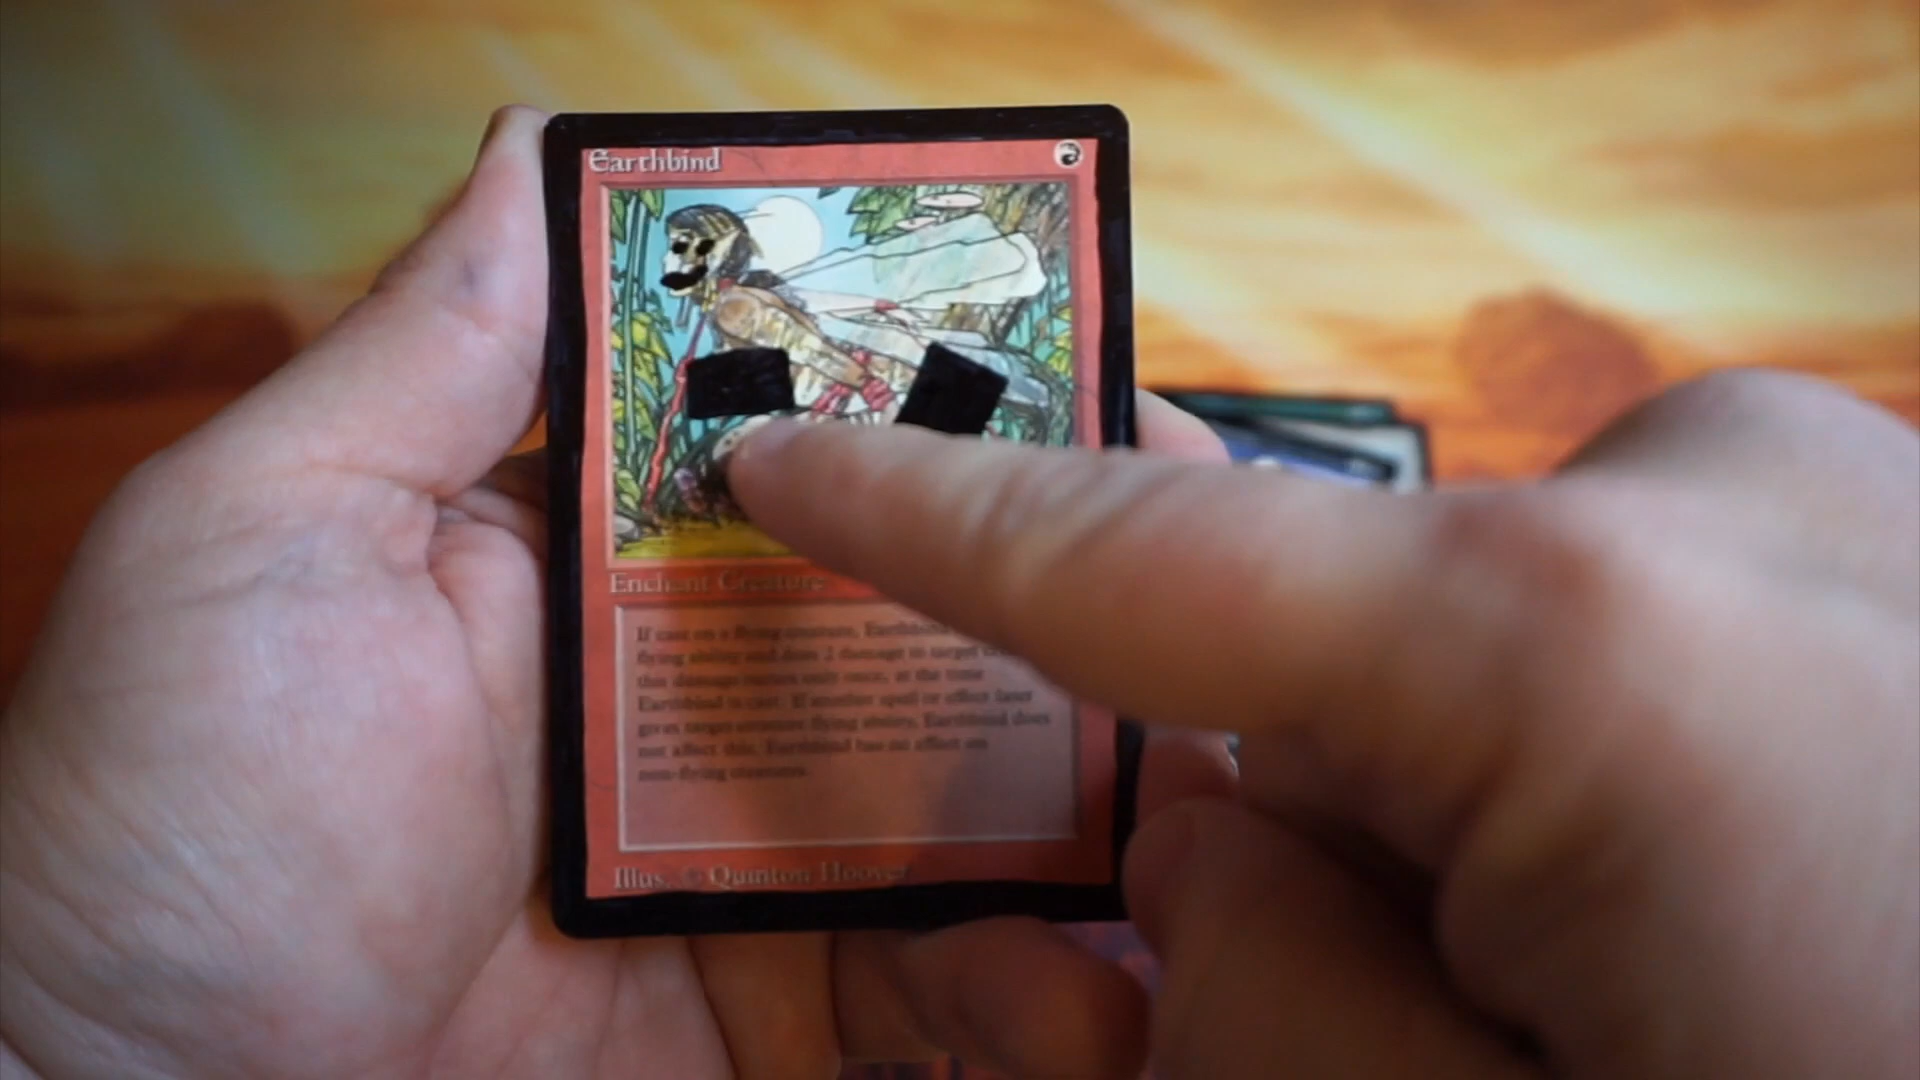 Earthbind
Enchant Creature
If cast on a flying creature, Earthbind
flying ability and does 2 damage to target
this damage occurs only once, at the time
Earthbind is cast. If another spell or effect later
gives target creature flying ability, Earthbind does
not affect this. Earthbind has no effect on
non-flying creatures.
Illus. © Quinton Hoover